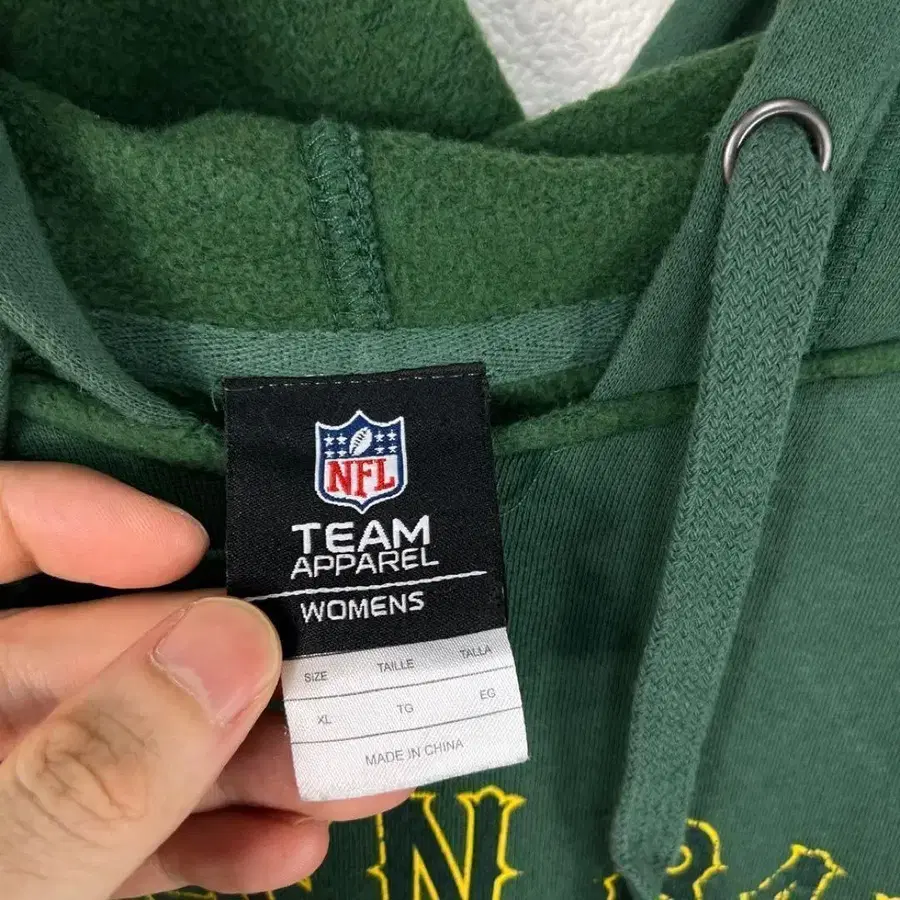 NFL
TEAM
APPAREL
WOMENS
SIZE TAILLE TALLA
XL TG EG
MADE IN CHINA